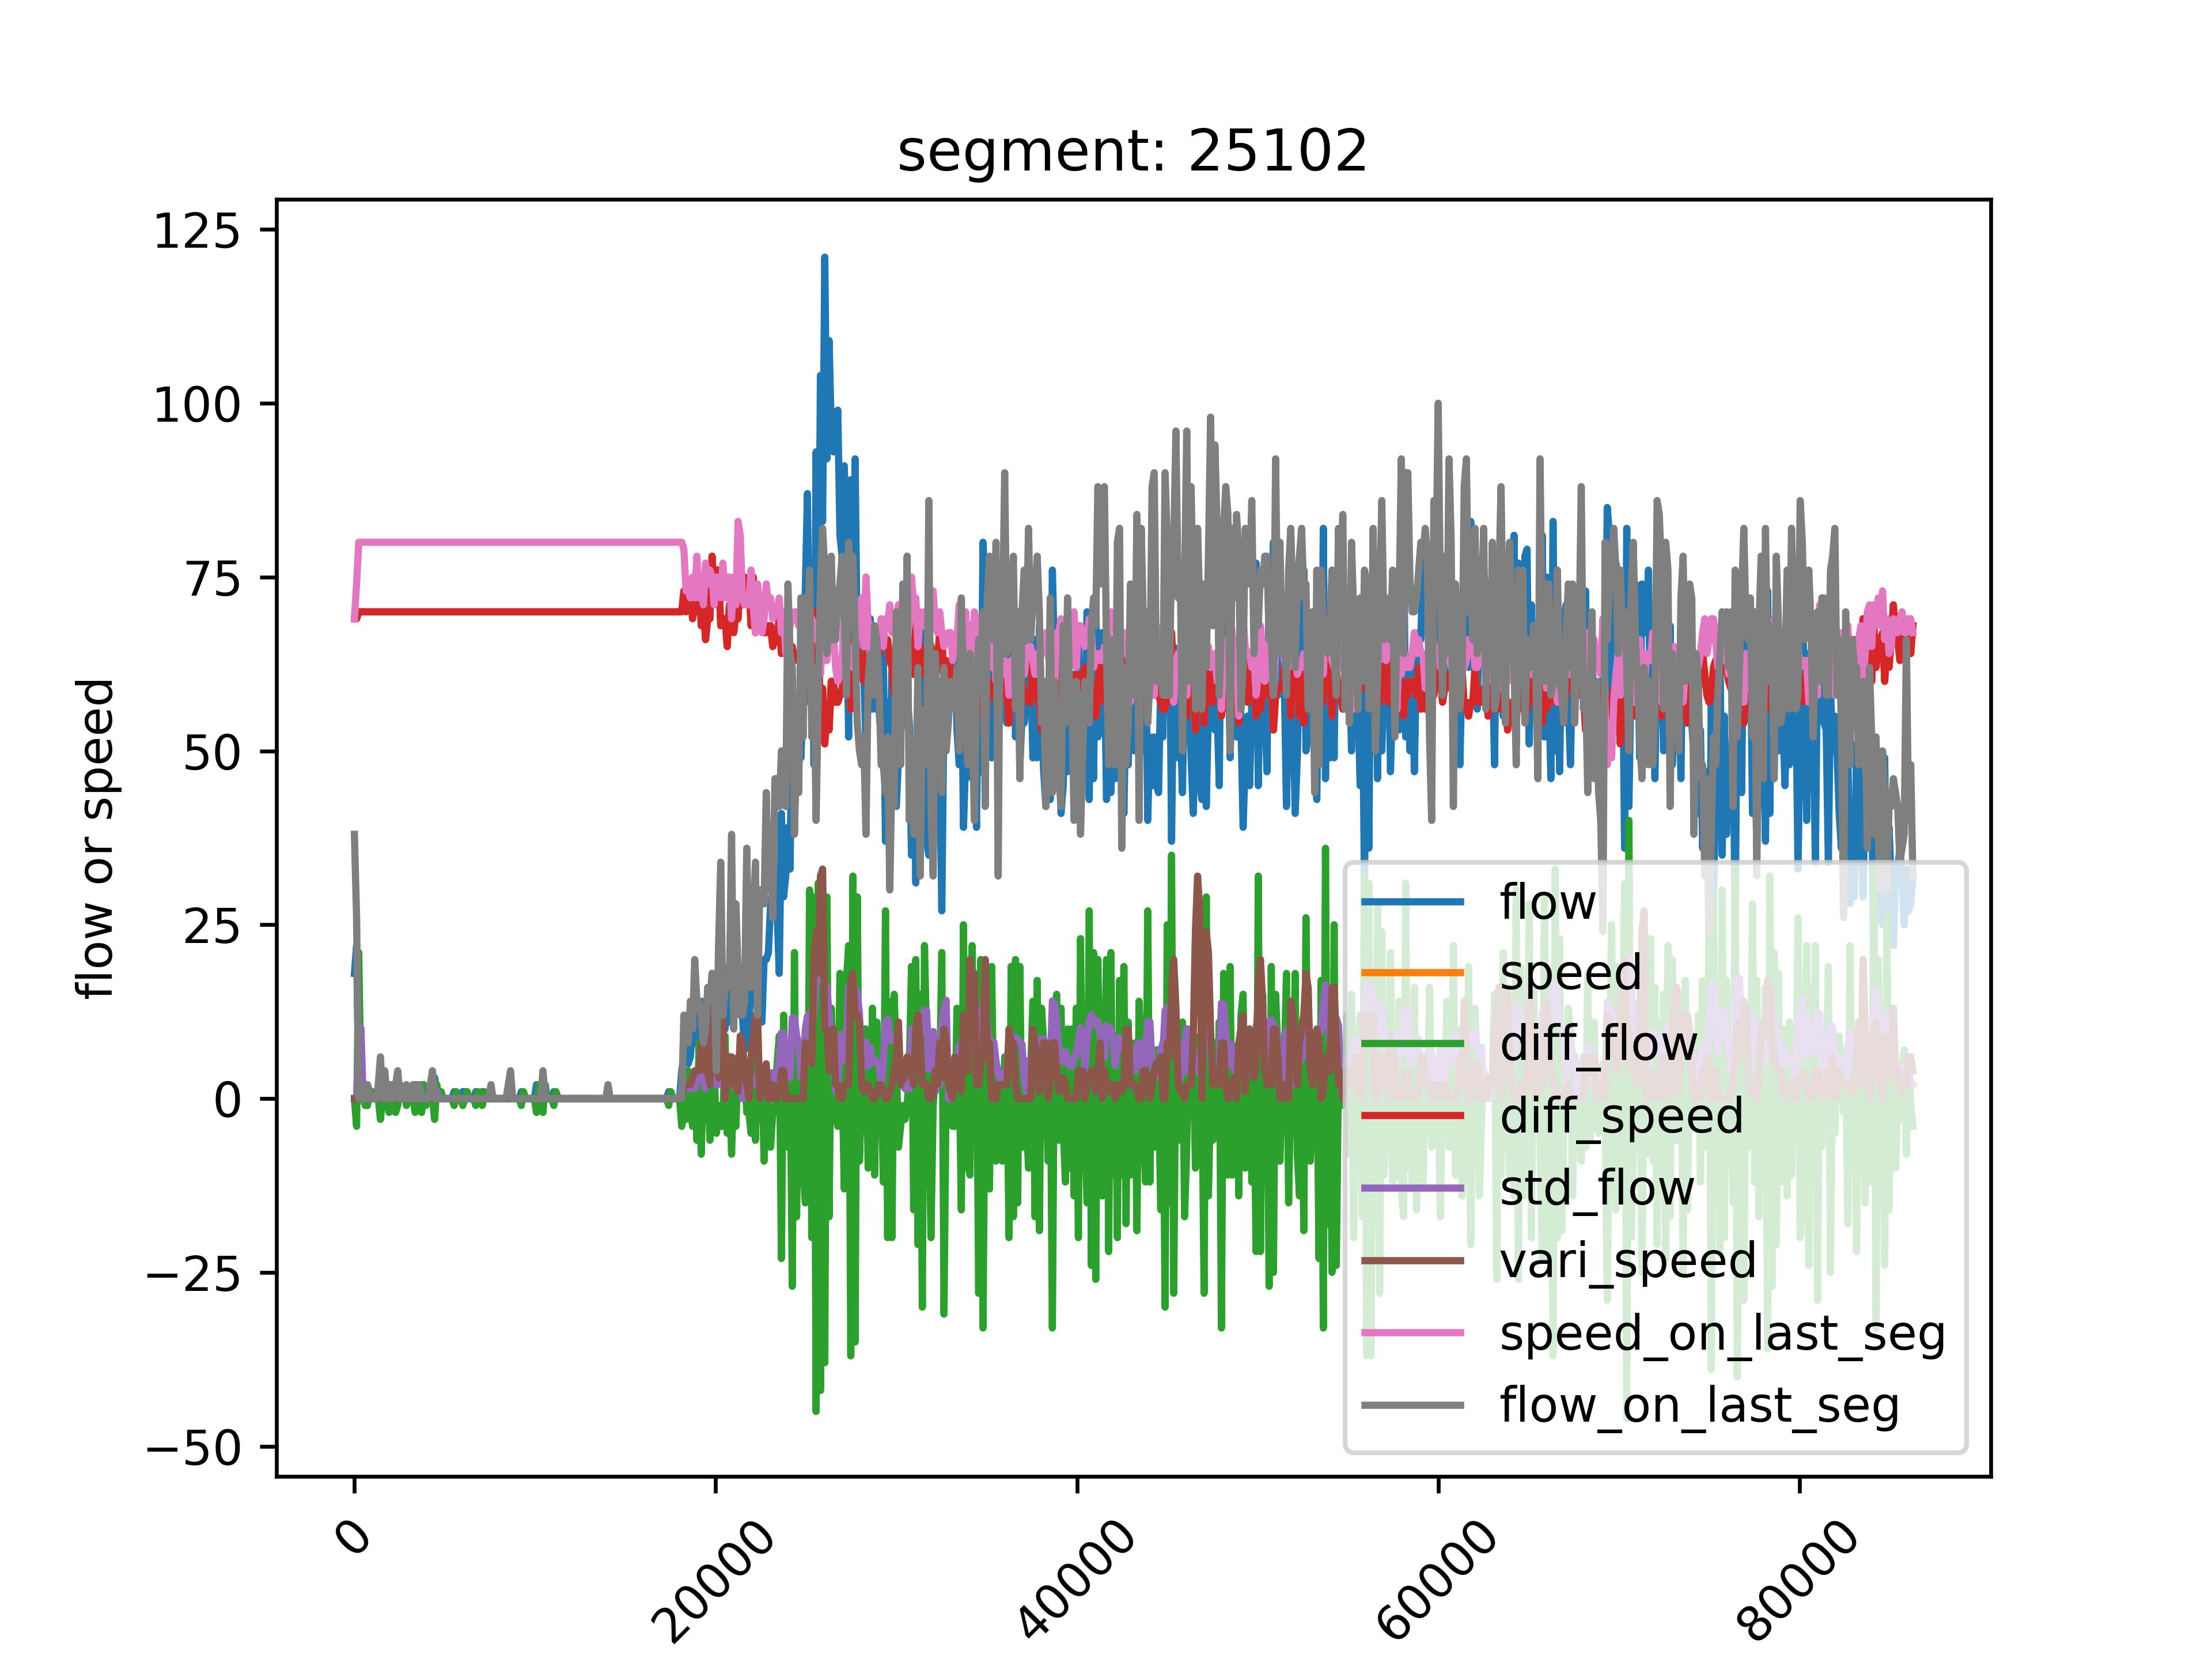 segment: 25102
flow or speed
125
100
75
50
25
0
−25
−50
0
20000
40000
60000
80000
flow
speed
diff_flow
diff_speed
std_flow
vari_speed
speed_on_last_seg
flow_on_last_seg